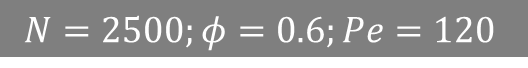 N = 2500; ϕ = 0.6; Pe = 120